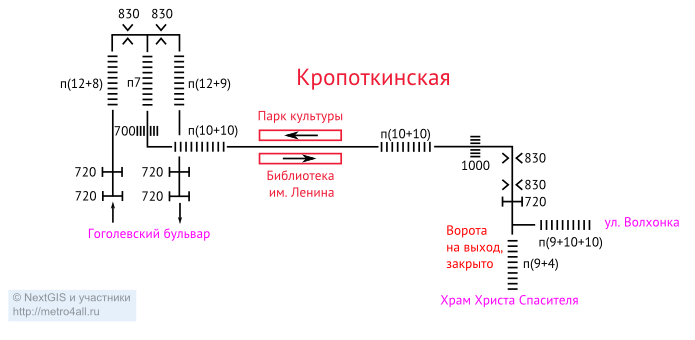 830 830
Кропоткинская
п(12+8) п7 п(12+9)
Парк культуры
700 п(10+10) п(10+10)
1000 830
720 720
Библиотека
им. Ленина
830
720 720
720
Гоголевский бульвар
Ворота
на выход,
закрыто
ул. Волхонка
п(9+10+10)
п(9+4)
Храм Христа Спасителя
© NextGIS и участники
http://metro4all.ru